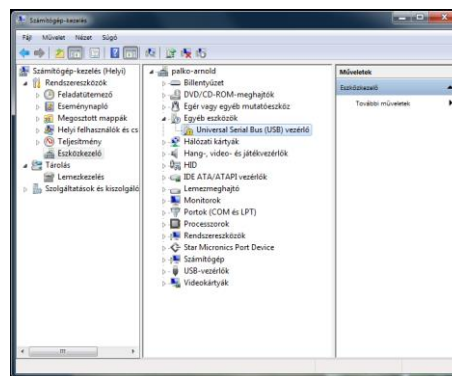 Számítógép-kezelés
Fájl Művelet Nézet Súgó
Számítógép-kezelés (Helyi)
Rendszereszközök
Feladatütemező
Eseménynapló
Megosztott mappák
Helyi felhasználók és cs
Teljesítmény
Eszközkezelő
Tárolás
Lemezkezelés
Szolgáltatások és kiszolgáló
palko-arnold
Billentyűzet
DVD/CD-ROM-meghajtók
Egér vagy egyéb mutatóeszköz
Egyéb eszközök
Universal Serial Bus (USB) vezérlő
Hálózati kártyák
Hang-, video- és játékvezérlők
HID
IDE ATA/ATAPI vezérlők
Lemezmeghajtó
Monitorok
Portok (COM és LPT)
Processzorok
Rendszereszközök
Star Micronics Port Device
Számítógép
USB-vezérlők
Videokártyák
Műveletek
Eszközkezelő
További műveletek